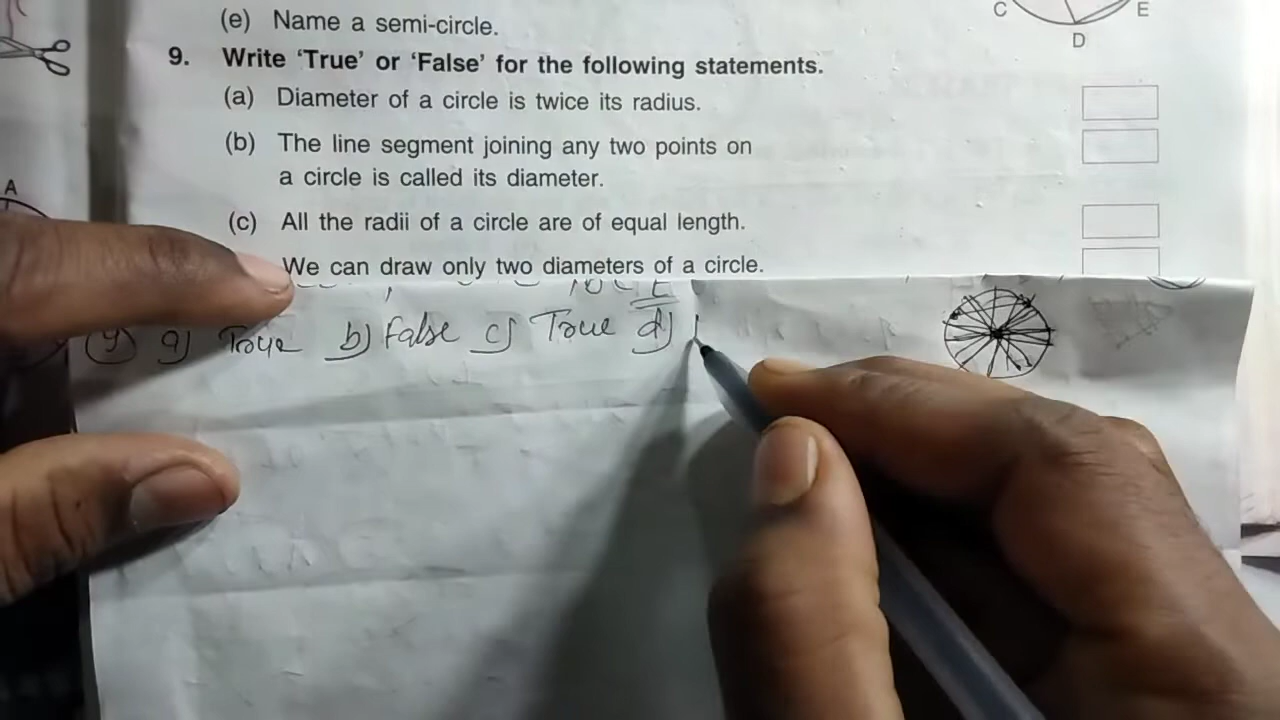 (e) Name a semi-circle.
C E
D
9. Write 'True' or 'False' for the following statements.
(a) Diameter of a circle is twice its radius.
(b) The line segment joining any two points on
a circle is called its diameter.
A
(c) All the radii of a circle are of equal length.
We can draw only two diameters of a circle.
9) a) True b) False c) True d)